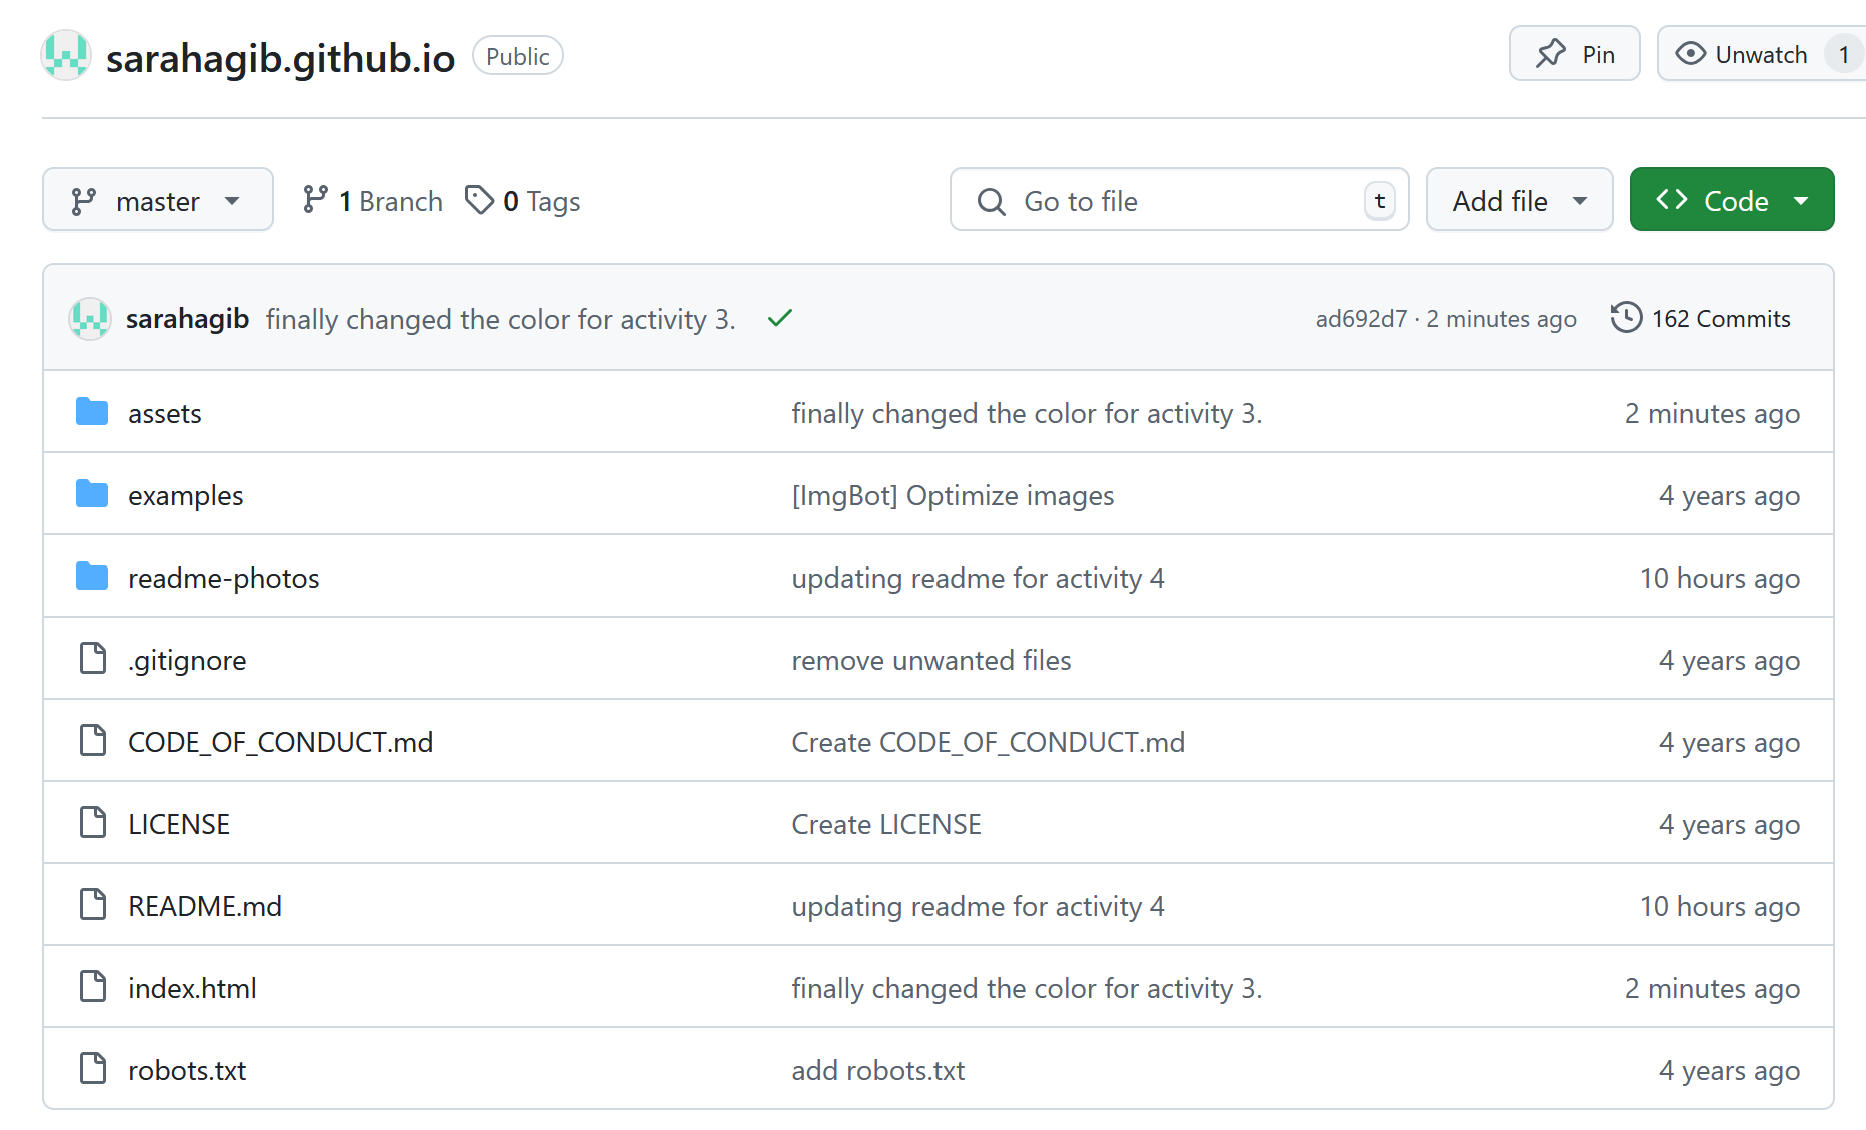 sarahagib.github.io Public Pin Unwatch 1
master 1 Branch 0 Tags Go to file t Add file Code
sarahagib finally changed the color for activity 3. ad692d7 · 2 minutes ago 162 Commits
assets finally changed the color for activity 3. 2 minutes ago
examples [ImgBot] Optimize images 4 years ago
readme-photos updating readme for activity 4 10 hours ago
.gitignore remove unwanted files 4 years ago
CODE_OF_CONDUCT.md Create CODE_OF_CONDUCT.md 4 years ago
LICENSE Create LICENSE 4 years ago
README.md updating readme for activity 4 10 hours ago
index.html finally changed the color for activity 3. 2 minutes ago
robots.txt add robots.txt 4 years ago